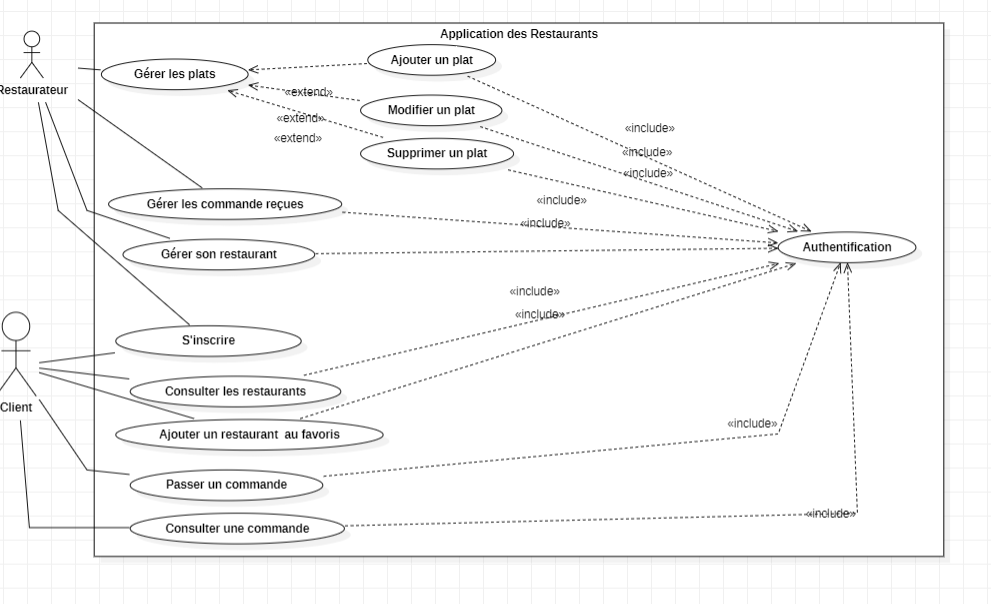 Application des Restaurants
Ajouter un plat
Gérer les plats
Restaurateur
«extend»
Modifier un plat
«extend»
«include»
«extend»
Supprimer un plat
«include»
«include»
Gérer les commande reçues
«include»
«include»
Gérer son restaurant
Authentification
«include»
«include»
S'inscrire
Consulter les restaurants
Client
Ajouter un restaurant  au favoris
«include»
Passer un commande
«include»
Consulter une commande